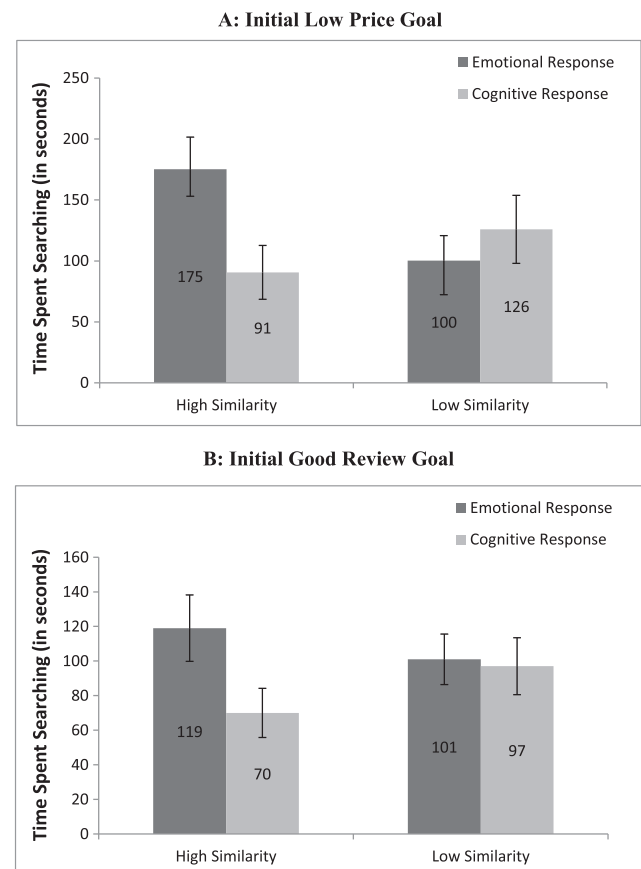 A: Initial Low Price Goal
Emotional Response
Cognitive Response
Time Spent Searching (in seconds)
250
200
150
100
50
0
175
91
100
126
High Similarity
Low Similarity
B: Initial Good Review Goal
Emotional Response
Cognitive Response
Time Spent Searching (in seconds)
160
140
120
100
80
60
40
20
0
119
70
101
97
High Similarity
Low Similarity